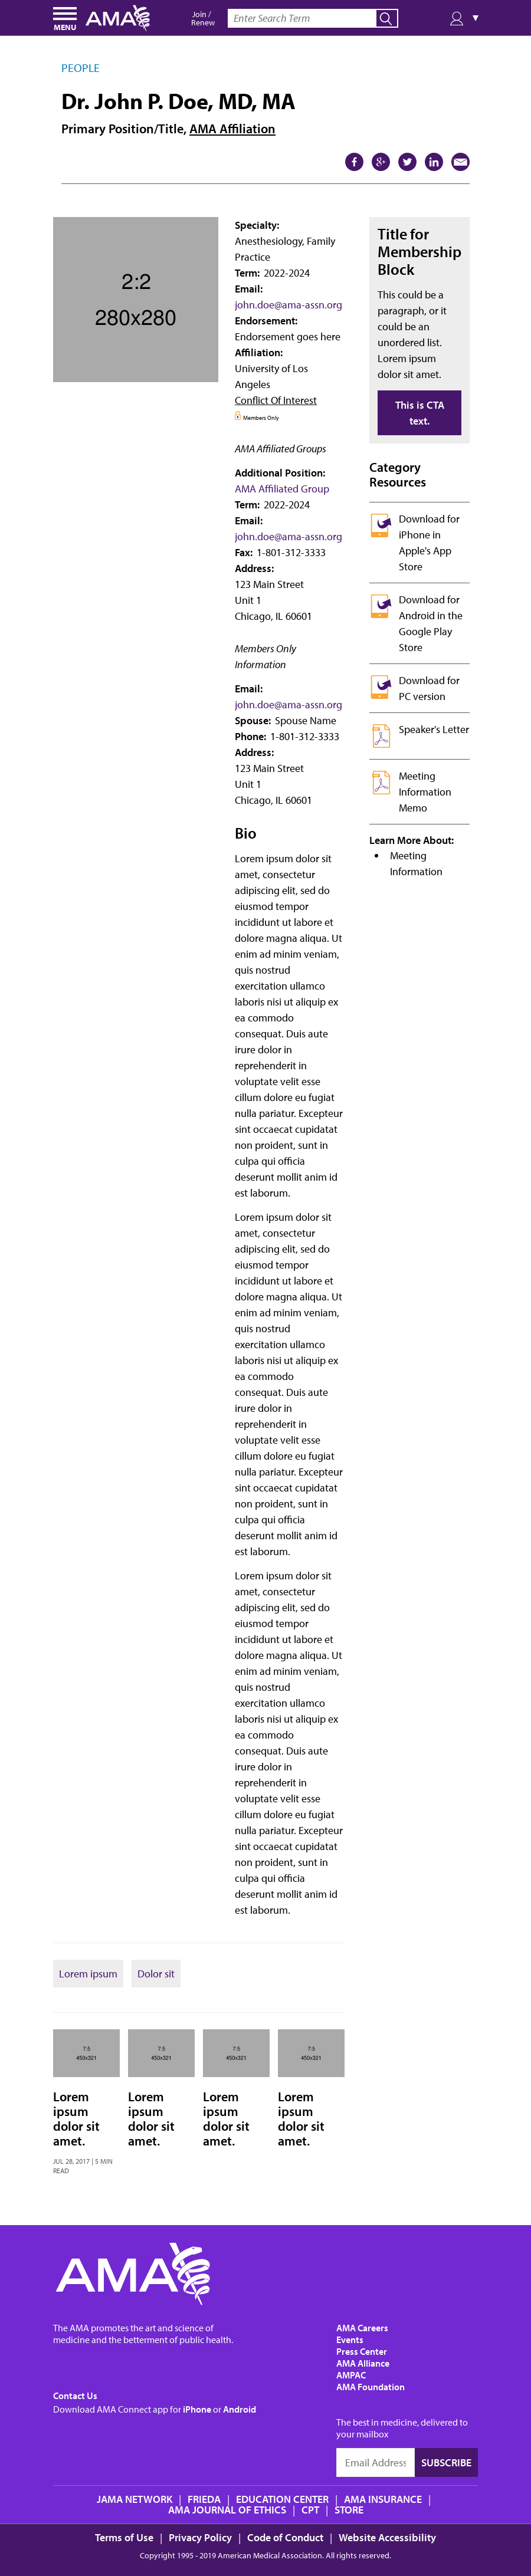 MENU
AMA
Join /
Renew
Enter Search Term
▼
PEOPLE
Dr. John P. Doe, MD, MA
Primary Position/Title, AMA Affiliation
2:2
280x280
Specialty:
Anesthesiology, Family
Practice
Term: 2022-2024
Email:
john.doe@ama-assn.org
Endorsement:
Endorsement goes here
Affiliation:
University of Los
Angeles
Conflict Of Interest
Members Only
AMA Affiliated Groups
Additional Position:
AMA Affiliated Group
Term: 2022-2024
Email:
john.doe@ama-assn.org
Fax: 1-801-312-3333
Address:
123 Main Street
Unit 1
Chicago, IL 60601
Members Only
Information
Email:
john.doe@ama-assn.org
Spouse: Spouse Name
Phone: 1-801-312-3333
Address:
123 Main Street
Unit 1
Chicago, IL 60601
Bio
Lorem ipsum dolor sit
amet, consectetur
adipiscing elit, sed do
eiusmod tempor
incididunt ut labore et
dolore magna aliqua. Ut
enim ad minim veniam,
quis nostrud
exercitation ullamco
laboris nisi ut aliquip ex
ea commodo
consequat. Duis aute
irure dolor in
reprehenderit in
voluptate velit esse
cillum dolore eu fugiat
nulla pariatur. Excepteur
sint occaecat cupidatat
non proident, sunt in
culpa qui officia
deserunt mollit anim id
est laborum.
Lorem ipsum dolor sit
amet, consectetur
adipiscing elit, sed do
eiusmod tempor
incididunt ut labore et
dolore magna aliqua. Ut
enim ad minim veniam,
quis nostrud
exercitation ullamco
laboris nisi ut aliquip ex
ea commodo
consequat. Duis aute
irure dolor in
reprehenderit in
voluptate velit esse
cillum dolore eu fugiat
nulla pariatur. Excepteur
sint occaecat cupidatat
non proident, sunt in
culpa qui officia
deserunt mollit anim id
est laborum.
Lorem ipsum dolor sit
amet, consectetur
adipiscing elit, sed do
eiusmod tempor
incididunt ut labore et
dolore magna aliqua. Ut
enim ad minim veniam,
quis nostrud
exercitation ullamco
laboris nisi ut aliquip ex
ea commodo
consequat. Duis aute
irure dolor in
reprehenderit in
voluptate velit esse
cillum dolore eu fugiat
nulla pariatur. Excepteur
sint occaecat cupidatat
non proident, sunt in
culpa qui officia
deserunt mollit anim id
est laborum.
Title for
Membership
Block
This could be a
paragraph, or it
could be an
unordered list.
Lorem ipsum
dolor sit amet.
This is CTA
text.
Category
Resources
Download for
iPhone in
Apple's App
Store
Download for
Android in the
Google Play
Store
Download for
PC version
Speaker's Letter
Meeting
Information
Memo
Learn More About:
• Meeting
Information
Lorem ipsum
Dolor sit
7:5
450x321
7:5
450x321
7:5
450x321
7:5
450x321
Lorem
ipsum
dolor sit
amet.
JUL 28, 2017 | 5 MIN
READ
Lorem
ipsum
dolor sit
amet.
Lorem
ipsum
dolor sit
amet.
Lorem
ipsum
dolor sit
amet.
AMA
The AMA promotes the art and science of
medicine and the betterment of public health.
Contact Us
Download AMA Connect app for iPhone or Android
AMA Careers
Events
Press Center
AMA Alliance
AMPAC
AMA Foundation
The best in medicine, delivered to
your mailbox
Email Address
SUBSCRIBE
JAMA NETWORK | FRIEDA | EDUCATION CENTER | AMA INSURANCE |
AMA JOURNAL OF ETHICS | CPT | STORE
Terms of Use | Privacy Policy | Code of Conduct | Website Accessibility
Copyright 1995 - 2019 American Medical Association. All rights reserved.